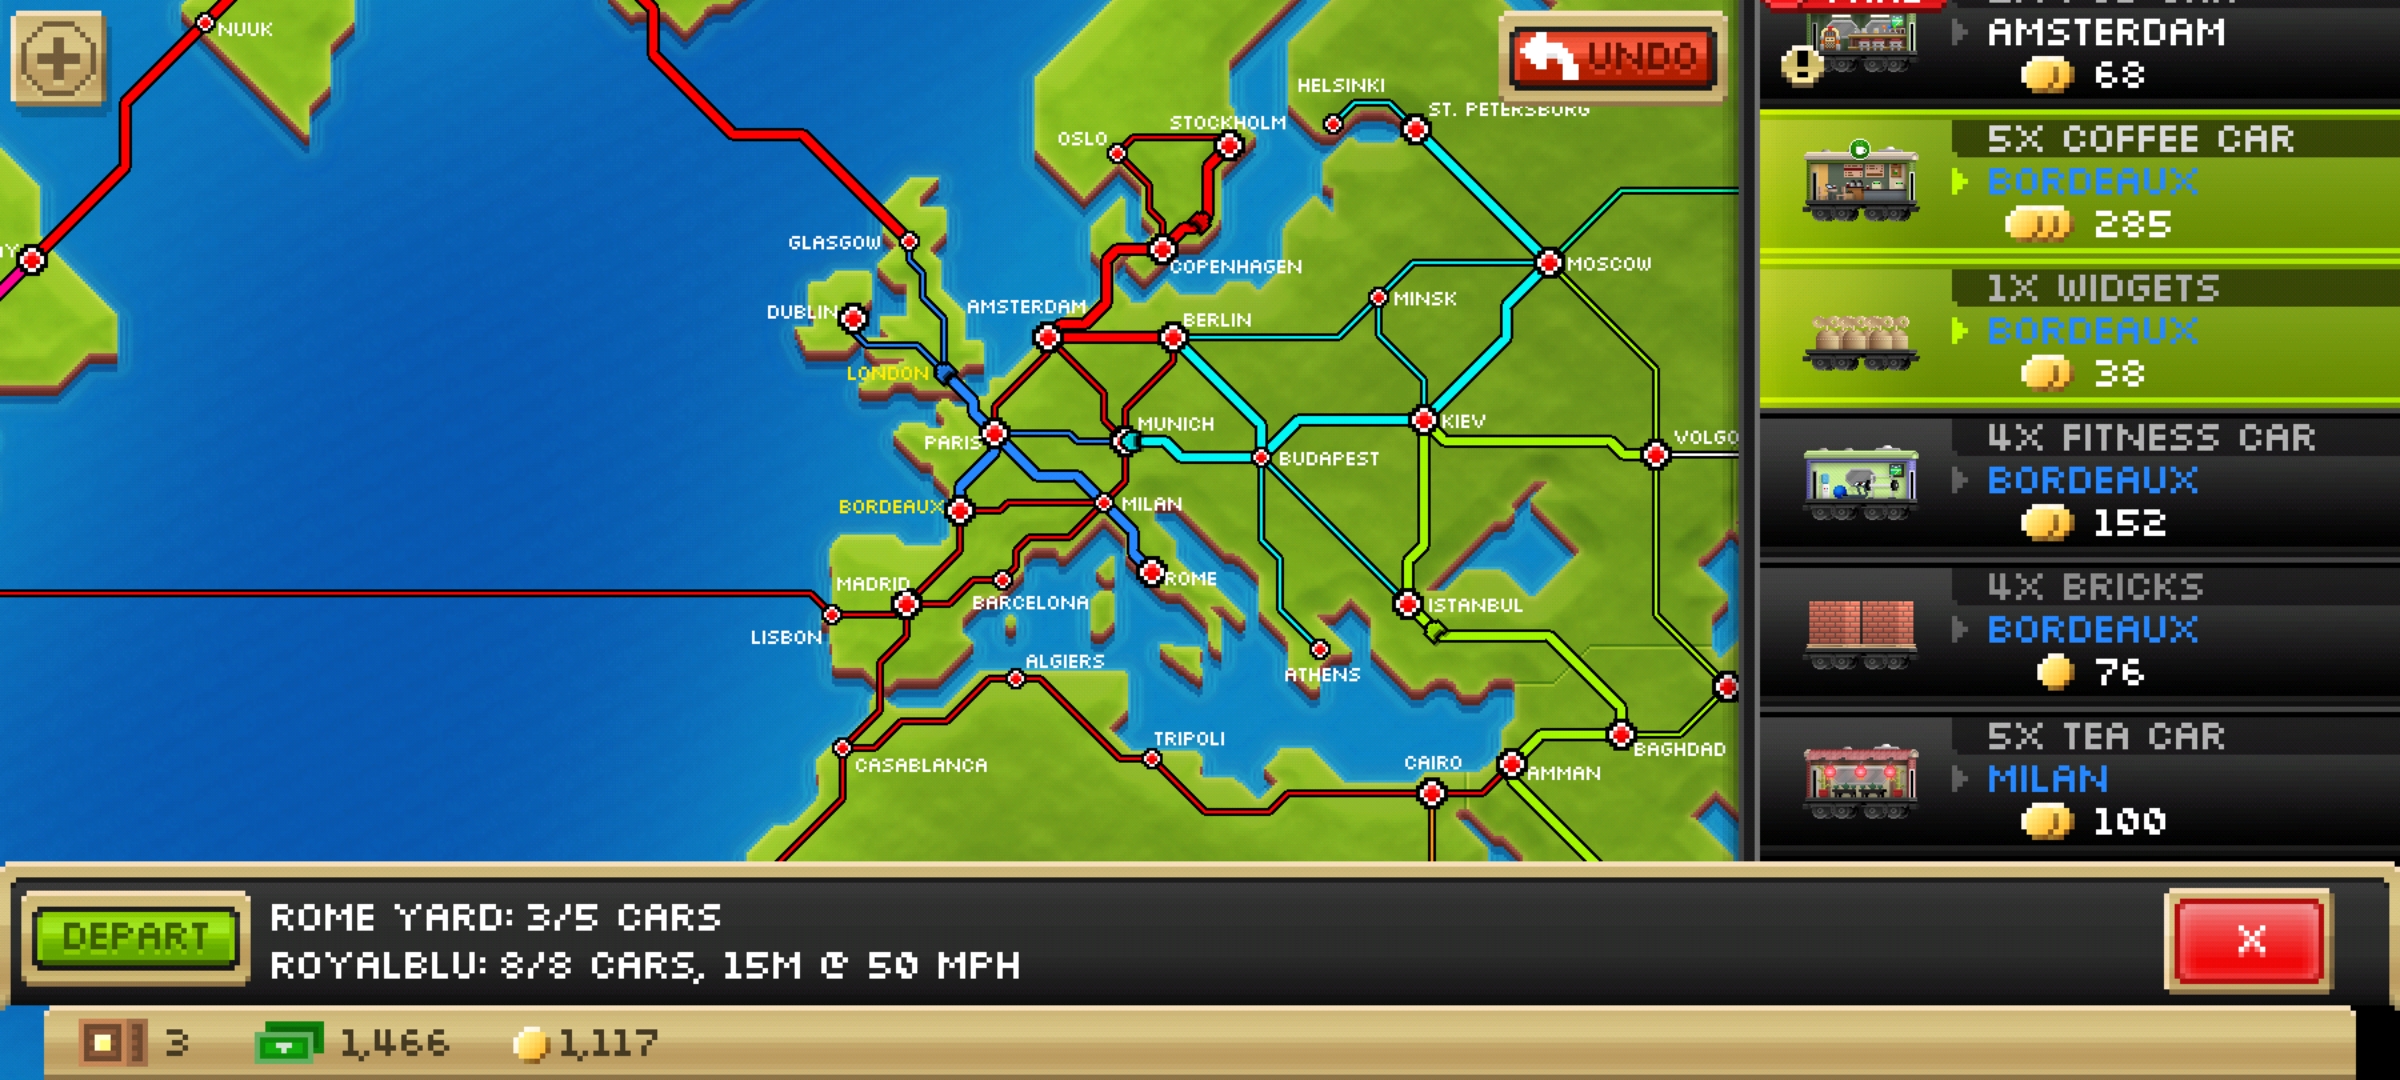 NUUK
UNDO
HELSINKI
ST. PETERSBURG
STOCKHOLM
OSLO
GLASGOW
COPENHAGEN
MOSCOW
DUBLIN
AMSTERDAM
BERLIN
MINSK
LONDON
PARIS
MUNICH
BUDAPEST
KIEV
VOLGO
BORDEAUX
MILAN
MADRID
BARCELONA
ROME
ISTANBUL
LISBON
ALGIERS
ATHENS
CASABLANCA
TRIPOLI
CAIRO
AMMAN
BAGHDAD
AMSTERDAM
68
5X COFFEE CAR
BORDEAUX
285
1X WIDGETS
BORDEAUX
38
4X FITNESS CAR
BORDEAUX
152
4X BRICKS
BORDEAUX
76
5X TEA CAR
MILAN
100
DEPART
ROME YARD: 3/5 CARS
ROYALBLU: 8/8 CARS, 15M @ 50 MPH
X
3
1,466
1,117